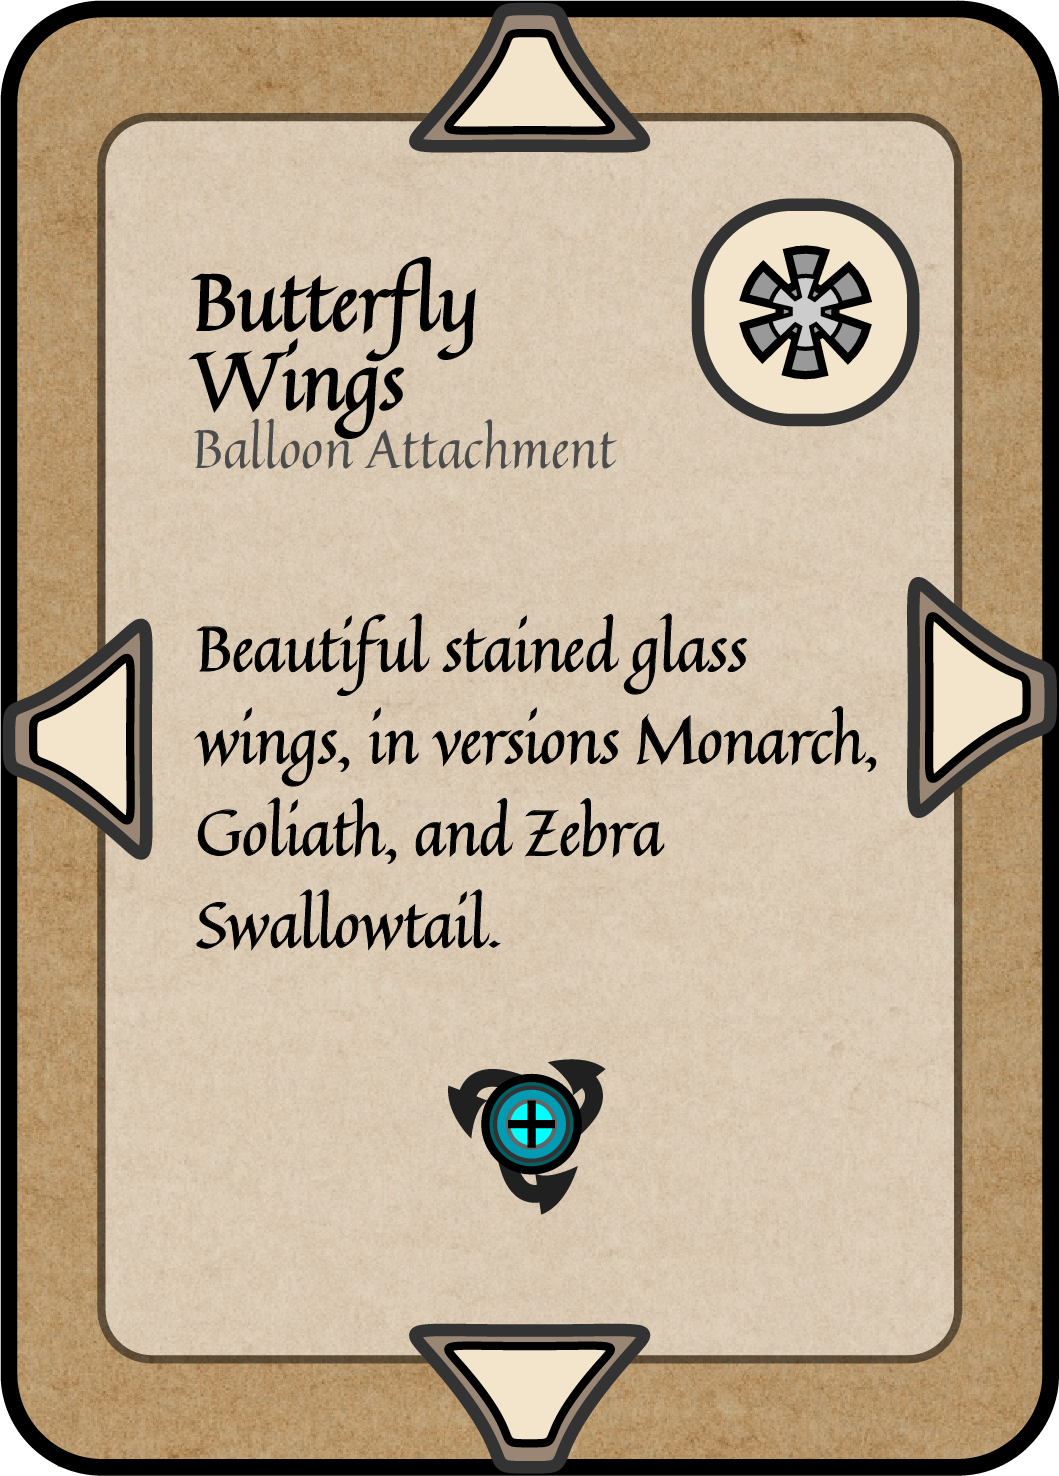 Butterfly
Wings
Balloon Attachment
Beautiful stained glass
wings, in versions Monarch,
Goliath, and Zebra
Swallowtail.